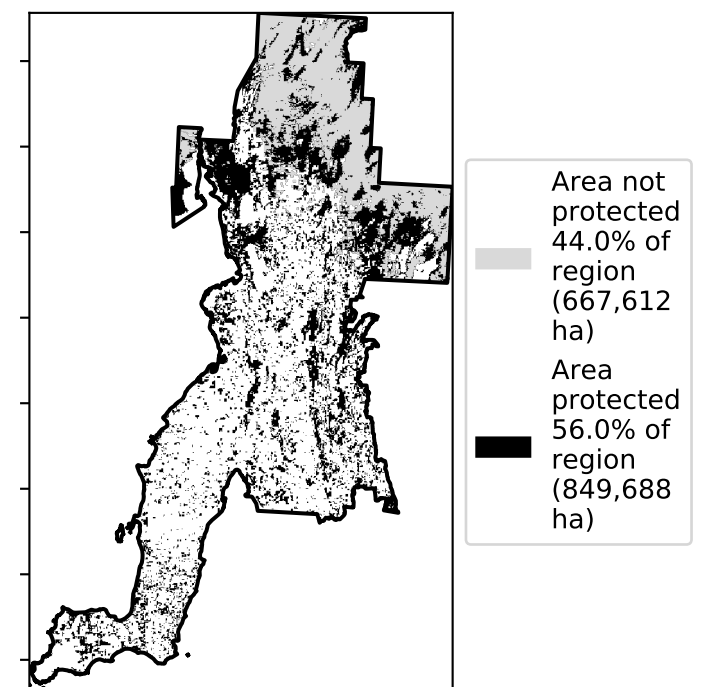 Area not
protected
44.0% of
region
(667,612
ha)
Area
protected
56.0% of
region
(849,688
ha)